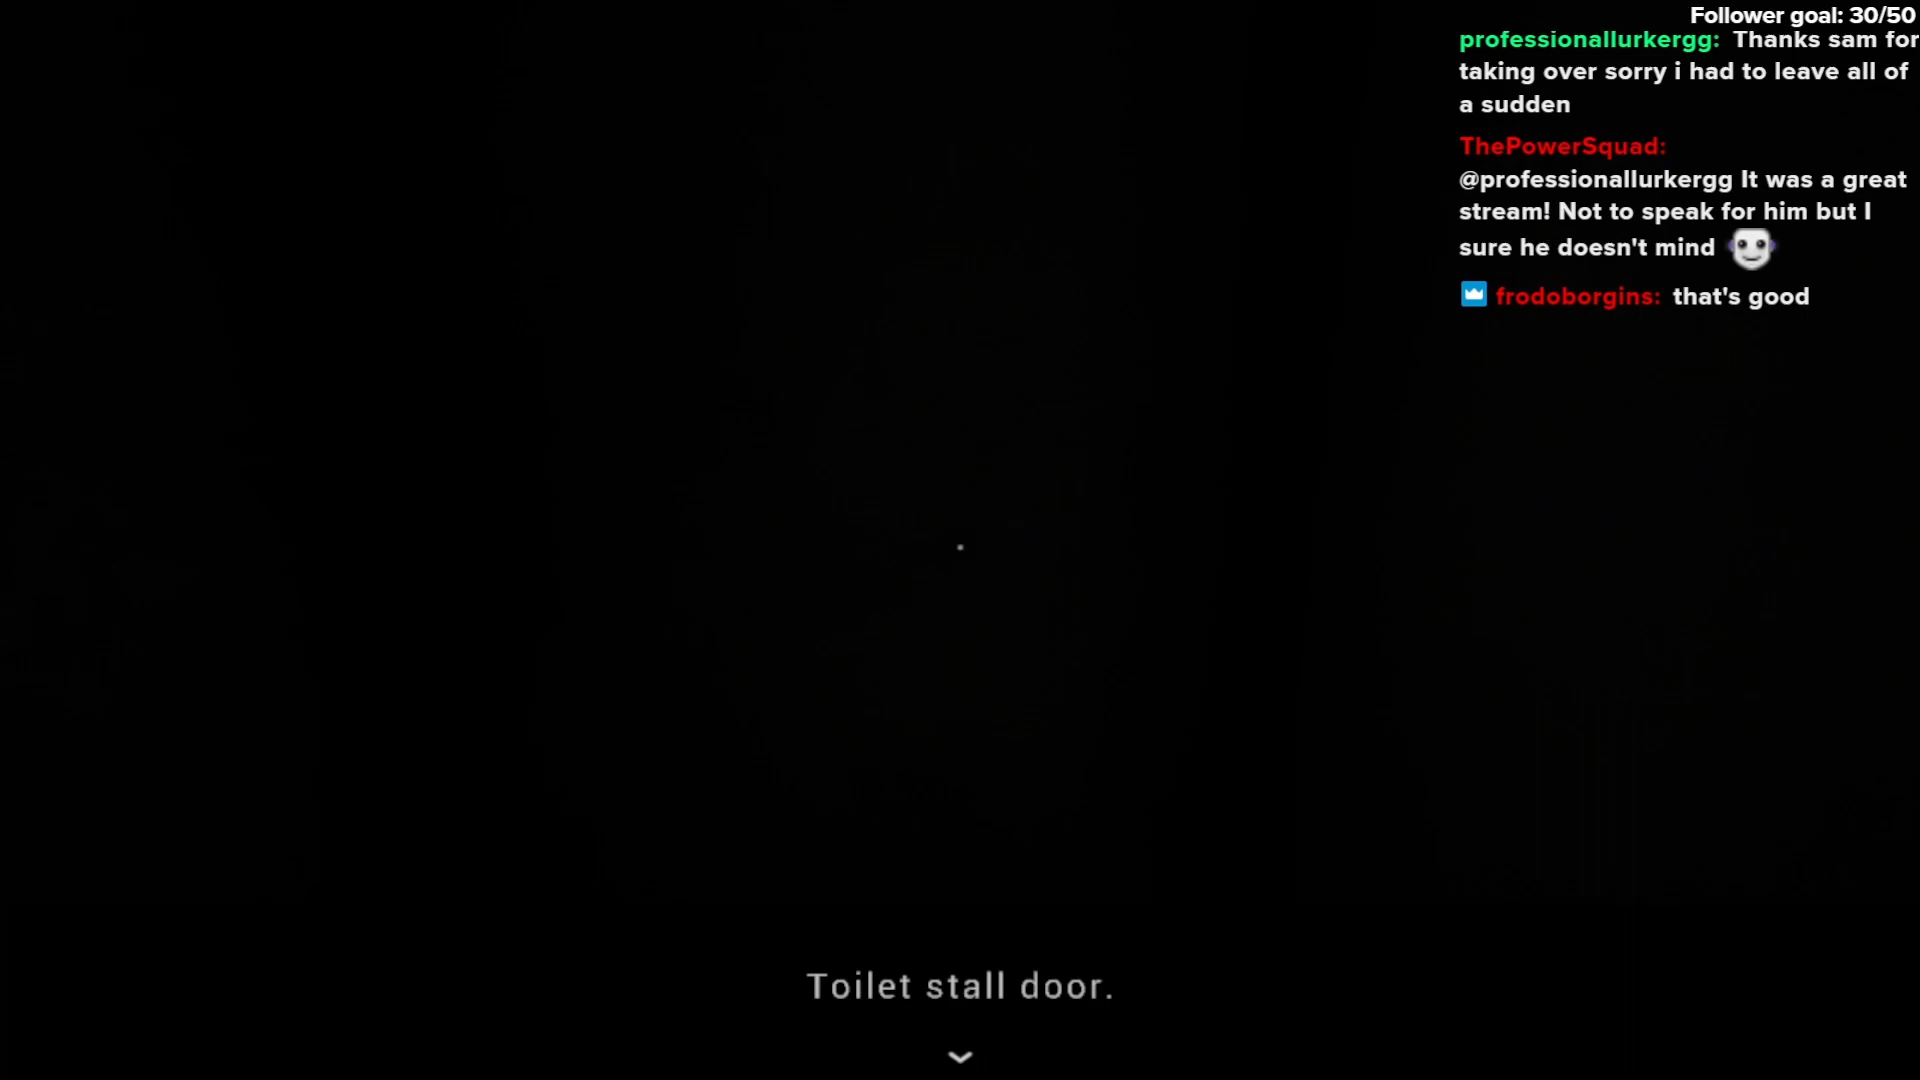 Follower goal: 30/50
professionallurkergg: Thanks sam for
taking over sorry i had to leave all of
a sudden
ThePowerSquad:
@professionallurkergg It was a great
stream! Not to speak for him but I
sure he doesn't mind
frodoborgins: that's good
Toilet stall door.